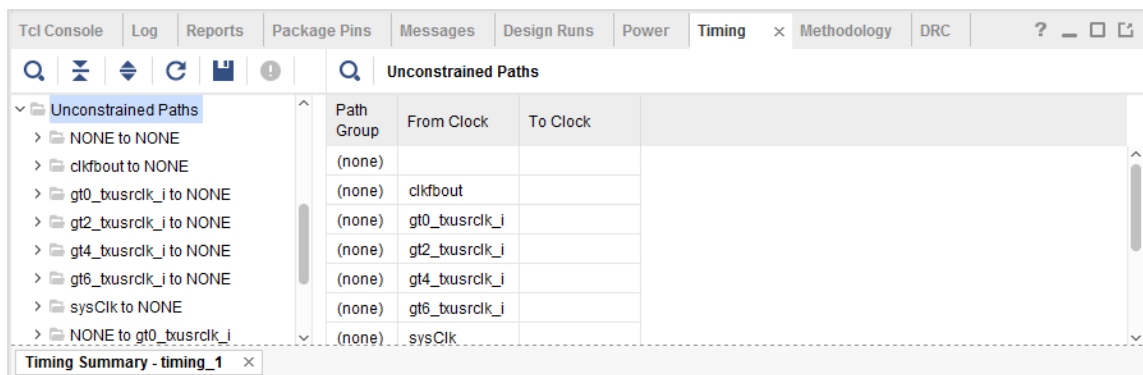 Tcl Console Log Reports Package Pins Messages Design Runs Power Timing × Methodology DRC ?
Unconstrained Paths
Unconstrained Paths
NONE to NONE
clkfbout to NONE
gt0_txusrclk_i to NONE
gt2_txusrclk_i to NONE
gt4_txusrclk_i to NONE
gt6_txusrclk_i to NONE
sysClk to NONE
NONE to gt0_txusrclk_i
Path Group From Clock To Clock
(none)
(none) clkfbout
(none) gt0_txusrclk_i
(none) gt2_txusrclk_i
(none) gt4_txusrclk_i
(none) gt6_txusrclk_i
(none) sysClk
Timing Summary - timing_1 ×